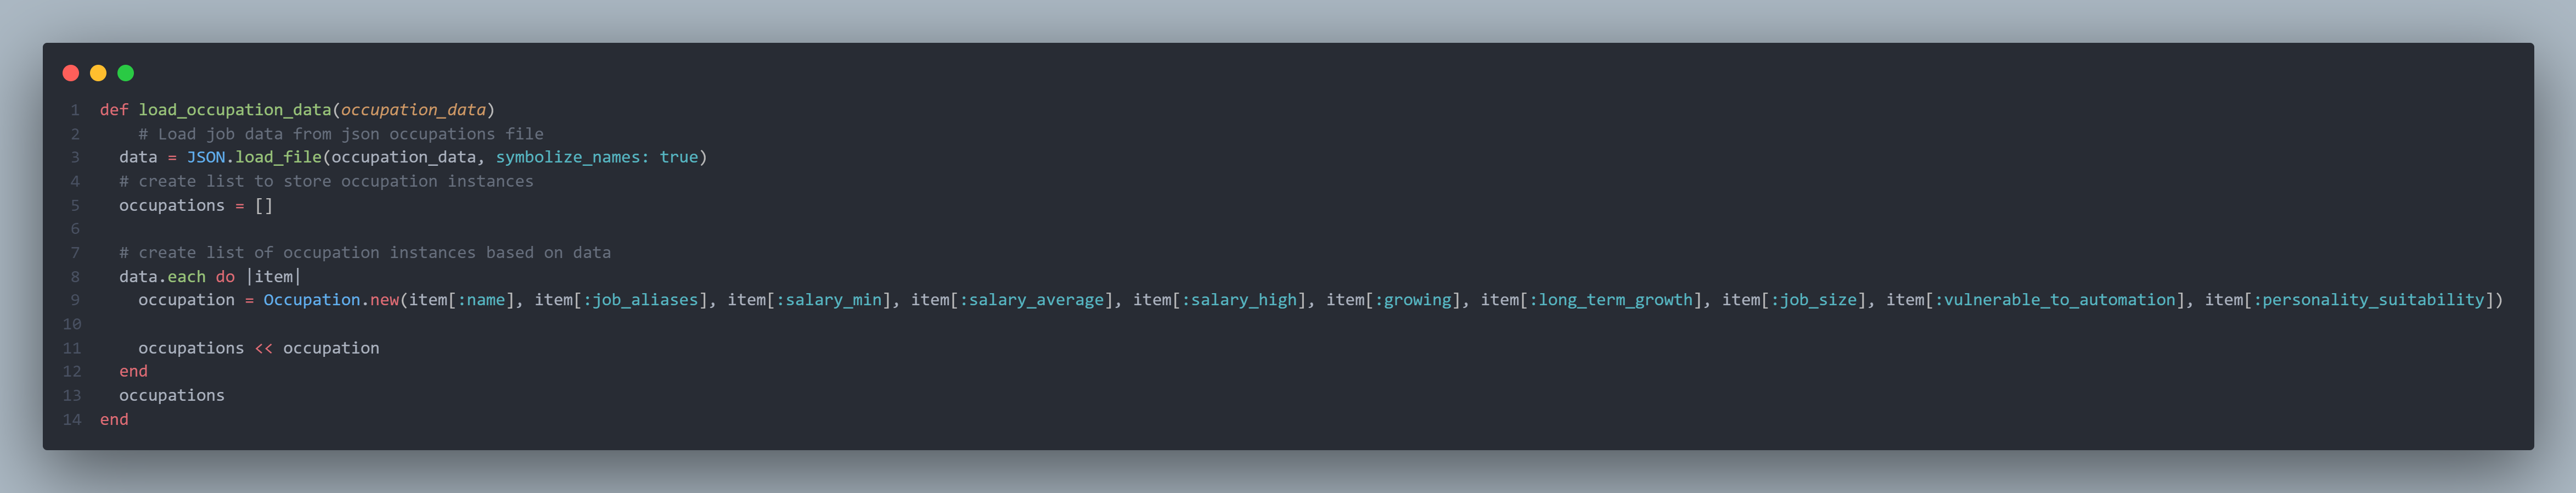 1 def load_occupation_data(occupation_data)
2     # Load job data from json occupations file
3   data = JSON.load_file(occupation_data, symbolize_names: true)
4   # create list to store occupation instances
5   occupations = []
6
7   # create list of occupation instances based on data
8   data.each do |item|
9     occupation = Occupation.new(item[:name], item[:job_aliases], item[:salary_min], item[:salary_average], item[:salary_high], item[:growing], item[:long_term_growth], item[:job_size], item[:vulnerable_to_automation], item[:personality_suitability])
10
11     occupations << occupation
12   end
13   occupations
14 end